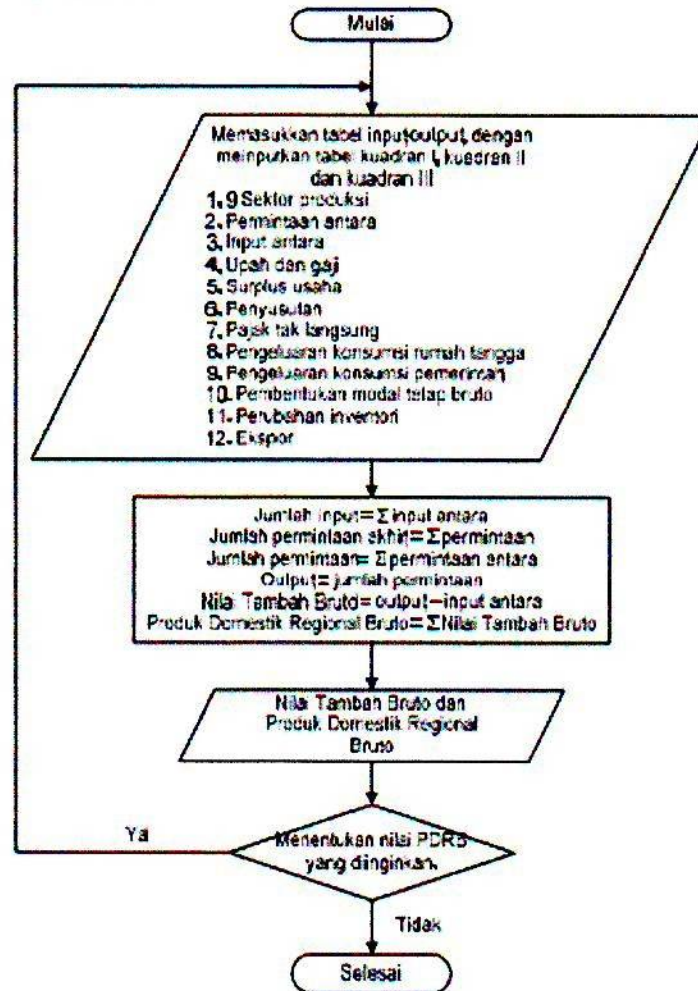 Mulai
Memasukkan tabel input,output, dengan
meinputkan tabel kuadran I, kuadran II
dan kuadran III
1. 9 Sektor produksi
2. Permintaan antara
3. Input antara
4. Upah dan gaji
5. Surplus usaha
6. Penyusutan
7. Pajak tak langsung
8. Pengeluaran konsumsi rumah tangga
9. Pengeluaran konsumsi pemerintah
10. Pembentukan modal tetap bruto
11. Perubahan inventori
12. Ekspor
Jumlah input=Σinput antara
Jumlah permintaan akhir=Σpermintaan
Jumlah permintaan= Σpermintaan antara
Output=jumlah permintaan
Nilai Tambah Bruto=output–input antara
Produk Domestik Regional Bruto=ΣNilai Tambah Bruto
Nilai Tambah Bruto dan
Produk Domestik Regional
Bruto
Ya
Menentukan nilai PDRB
yang diinginkan.
Tidak
Selesai